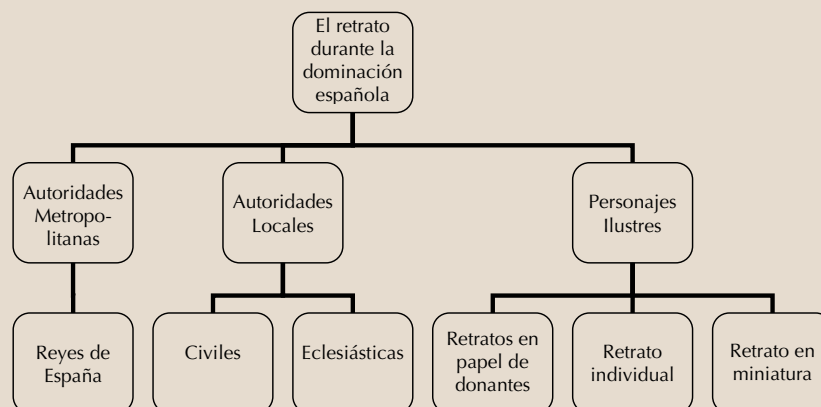 El retrato
durante la
dominación
española
Autoridades
Metropo-
litanas
Autoridades
Locales
Personajes
Ilustres
Reyes de
España
Civiles
Eclesiásticas
Retratos en
papel de
donantes
Retrato
individual
Retrato en
miniatura